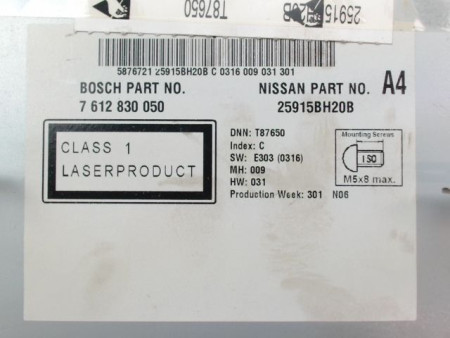 T87650
25915BH20B
5876721 25915BH20B C 0316 009 031 301
BOSCH PART NO. NISSAN PART NO. A4
7 612 830 050 25915BH20B
CLASS 1
LASERPRODUCT
DNN: T87650
Index: C
SW: E303 (0316)
MH: 009
HW: 031
Production Week: 301 N06
Mounting Screws
ISO
M5x8 max.